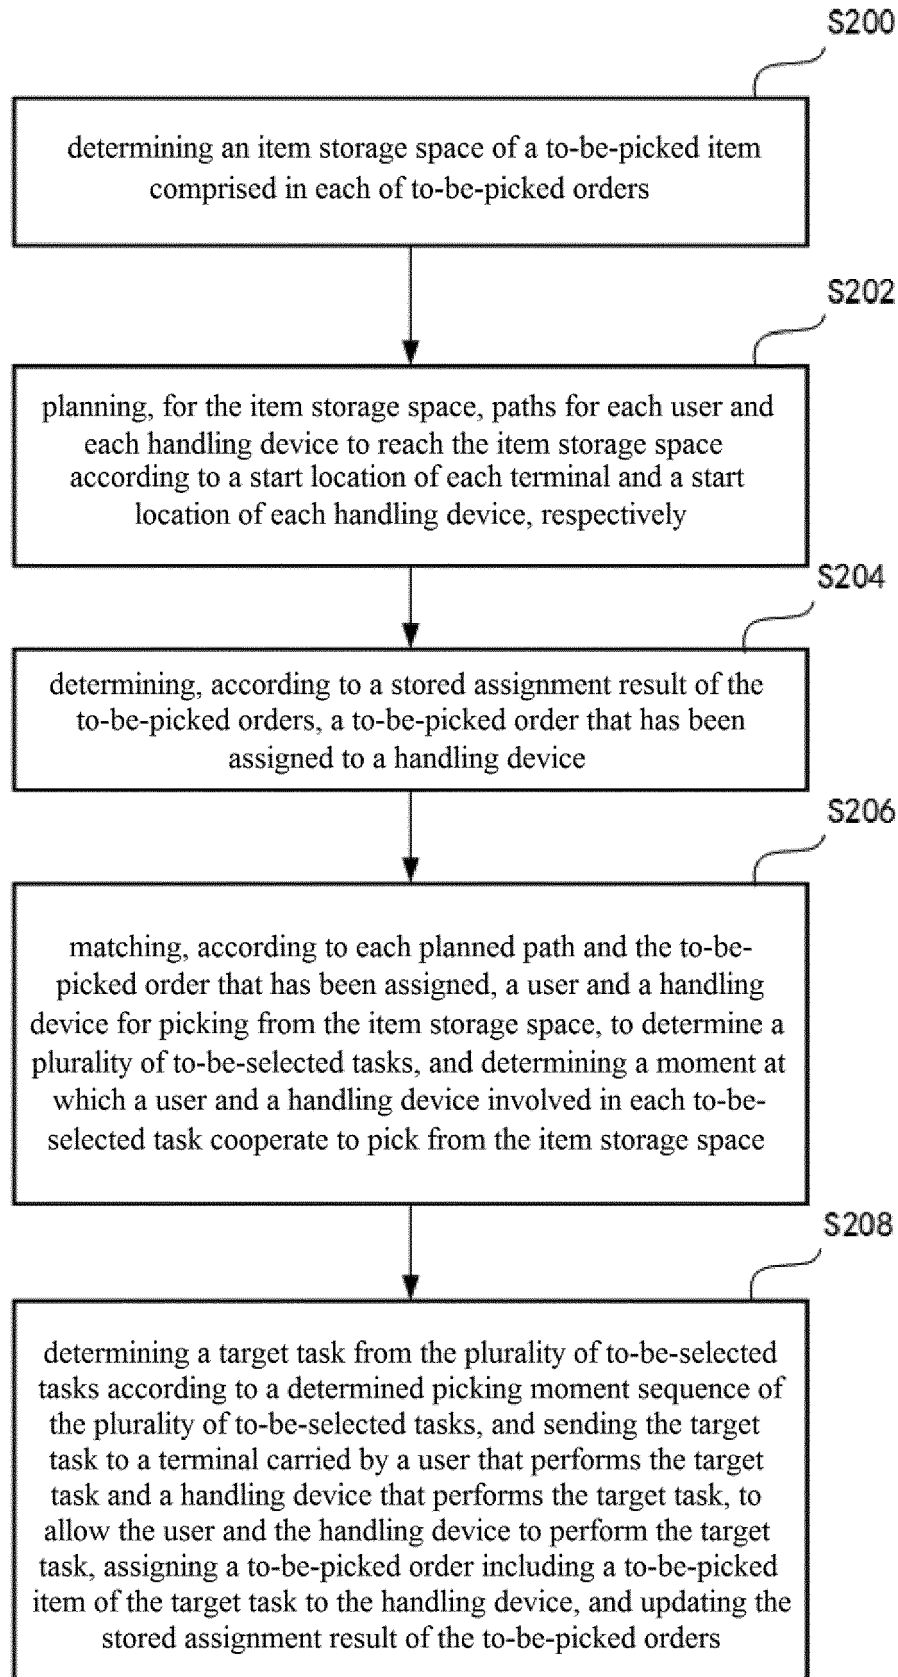 S200
determining an item storage space of a to-be-picked item
comprised in each of to-be-picked orders
S202
planning, for the item storage space, paths for each user and
each handling device to reach the item storage space
according to a start location of each terminal and a start
location of each handling device, respectively
S204
determining, according to a stored assignment result of the
to-be-picked orders, a to-be-picked order that has been
assigned to a handling device
S206
matching, according to each planned path and the to-be-
picked order that has been assigned, a user and a handling
device for picking from the item storage space, to determine a
plurality of to-be-selected tasks, and determining a moment at
which a user and a handling device involved in each to-be-
selected task cooperate to pick from the item storage space
S208
determining a target task from the plurality of to-be-selected
tasks according to a determined picking moment sequence of
the plurality of to-be-selected tasks, and sending the target
task to a terminal carried by a user that performs the target
task and a handling device that performs the target task, to
allow the user and the handling device to perform the target
task, assigning a to-be-picked order including a to-be-picked
item of the target task to the handling device, and updating the
stored assignment result of the to-be-picked orders